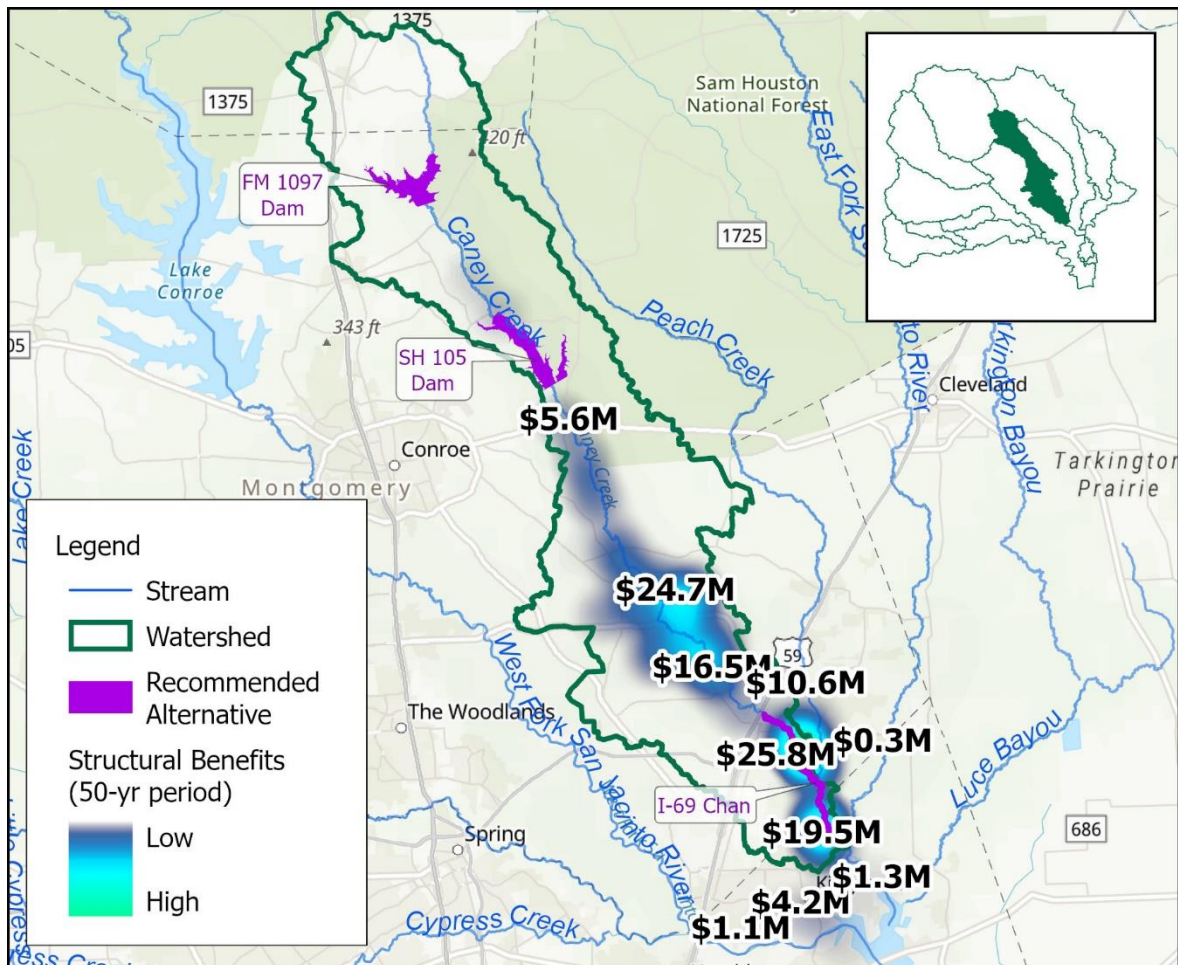 1375
1375
Sam Houston
National Forest
420 ft
FM 1097
Dam
East Fork Sa
1725
Lake
Conroe
Caney Creek
Peach Creek
343 ft
SH 105
Dam
05
to River
Cleveland
Tarkington
Prairie
$5.6M
Conroe
Montgomery
Lake Creek
Legend
Stream
Watershed
Recommended
Alternative
Structural Benefits
(50-yr period)
Low
High
$24.7M
$16.5M
59
$10.6M
The Woodlands
West Fork San Jacinto River
$25.8M
$0.3M
Luce Bayou
I-69 Chan
686
Spring
$19.5M
$1.3M
$4.2M
$1.1M
Cypress Creek